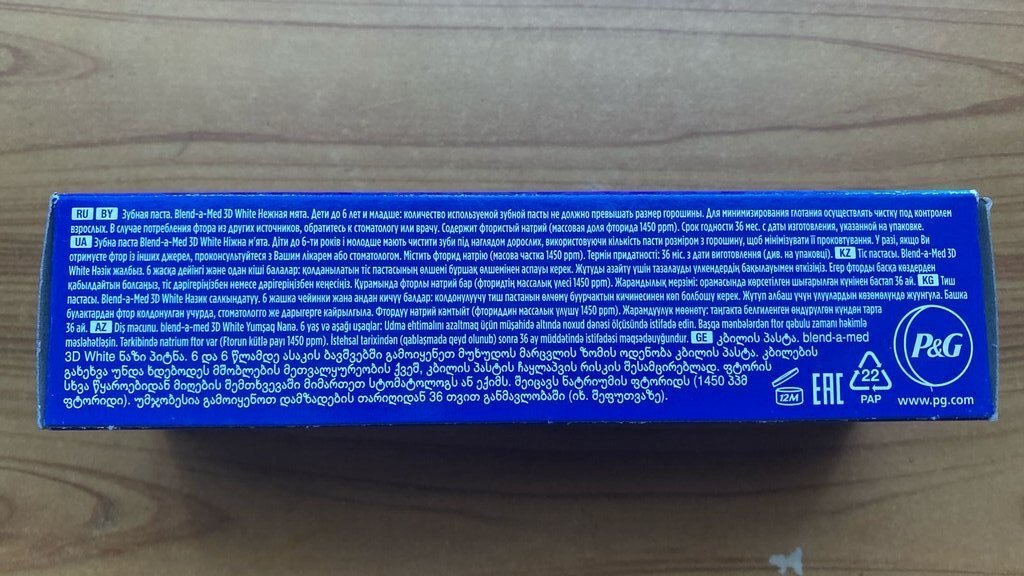 RU BY Зубная паста. Blend-a-Med 3D White Нежная мята. Дети до 6 лет и младше: количество используемой зубной пасты не должно превышать размер горошины. Для минимизирования глотания осуществлять чистку под контролем
взрослых. В случае потребления фтора из других источников, обратитесь к стоматологу или врачу. Содержит фтористый натрий (массовая доля фторида 1450 ppm). Срок годности 36 мес. с даты изготовления, указанной на упаковке.
UA Зубна паста Blend-a-Med 3D White Ніжна м'ята. Діти до 6-ти років і молодше мають чистити зуби під наглядом дорослих, використовуючи кількість пасти розміром з горошину, щоб мінімізувати її проковтування. У разі, якщо Ви
отримуєте фтор із інших джерел, проконсультуйтеся з Вашим лікарем або стоматологом. Містить фторид натрію (масова частка 1450 ppm). Термін придатності: 36 міс. з дати виготовлення (див. на упаковці). KZ Тіс пастасы. Blend-a-Med 3D
White Нәзік жалбыз. 6 жасқа дейінгі және одан кіші балалар: қолданылатын тіс пастасының өлшемі бұршақ өлшемінен аспауы керек. Жұтуды азайту үшін тазалауды үлкендердің бақылауымен өткізіңіз. Егер фторды басқа көздерден
қабылдайтын болсаңыз, тіс дәрігеріңізбен немесе дәрігеріңізбен кеңесіңіз. Құрамында фторлы натрий бар (фторидтің массалық үлесі 1450 ppm). Жарамдылық мерзімі: орамасында көрсетілген шығарылған күнінен бастап 36 ай. KG Тиш
пастасы. Blend-a-Med 3D White Назик салкындатуу. 6 жашка чейинки жана андан кичүү балдар: колдонулуучу тиш пастанын өлчөмү буурчактын кичинесинен көп болбошу керек. Жутуп албаш үчүн улуулардын көзөмөлүндө жуунгула. Башка
булактардан фтор колдонуп учурда, стоматологго же дарыгерге кайрылгыла. Фтордуу натрий камтыйт (фториддин массалык үлүшү 1450 ppm). Жарамдуулук мөөнөтү: таңгакта белгиленген өндүрүлгөн күндөн тарта
36 ай. AZ Diş məcunu. blend-a-med 3D White Yumşaq Nanə. 6 yaş və aşağı uşaqlar: Udma ehtimalını azaltmaq üçün müşahidə altında noxud dənəsi ölçüsündə istifadə edin. Başqa mənbələrdən ftor qəbulu zamanı həkimlə
məsləhətləşin. Tərkibində natrium ftor var (Ftorun kütlə payı 1450 ppm). İstehsal tarixindən (qablaşmada qeyd olunub) sonra 36 ay müddətində istifadəsi məqsədəuyğundur. GE კბილის პასტა. blend-a-med
3D White ნაზი პიტნა. 6 და 6 წლამდე ასაკის ბავშვებში გამოიყენეთ მუხუდოს მარცვლის ზომის ოდენობა კბილის პასტა. კბილების
გახეხვა უნდა ხდებოდეს მშობლების მეთვალყურეობის ქვეშ, კბილის პასტის ჩაყლაპვის რისკის შესამცირებლად. ფტორის
სხვა წყაროებიდან მიღების შემთხვევაში მიმართეთ სტომატოლოგს ან ექიმს. შეიცავს ნატრიუმის ფტორიდს (1450 პპმ
ფტორიდი). უმჯობესია გამოიყენოთ დამზადების თარიღიდან 36 თვით განმავლობაში (იხ. შეფუთვაზე).
12M
EAC
22
PAP
P&G
www.pg.com